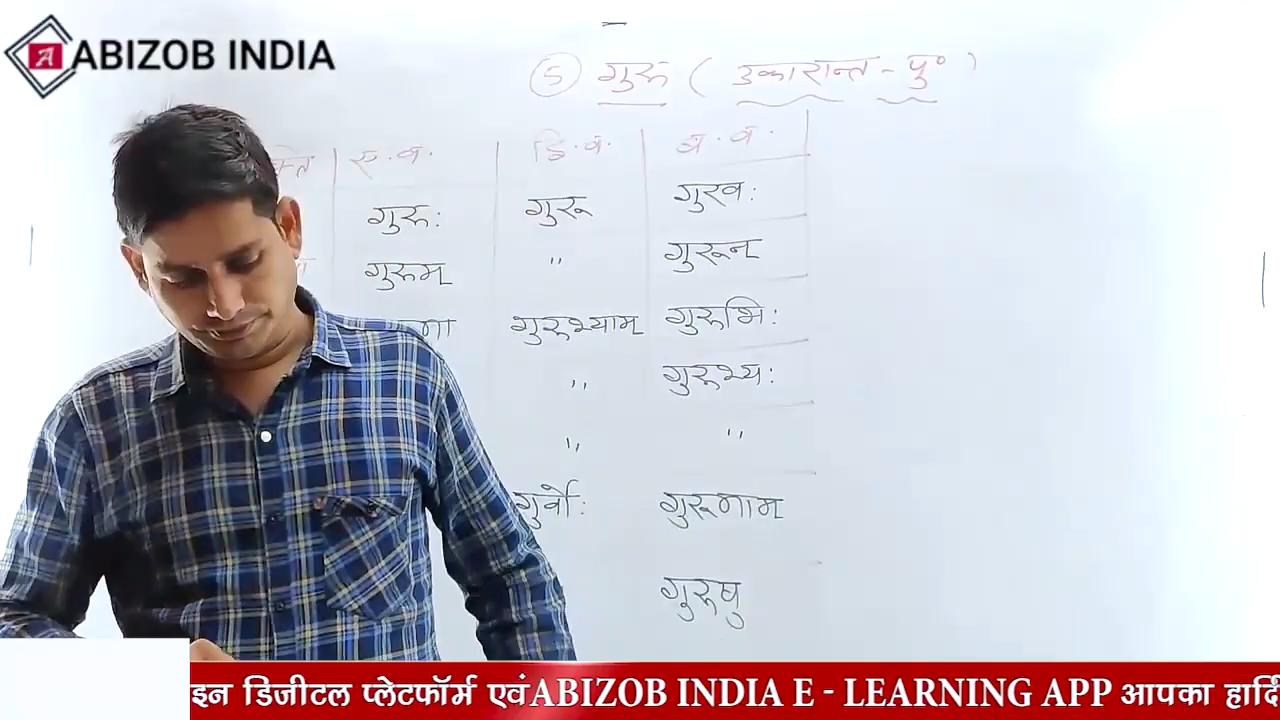 ABIZOB INDIA
5 गुरु ( उकारान्त - पु० )
क्ति ए.व. द्वि.व. ब.व.
गुरुः गुरू गुरवः
गुरुम् " गुरून्
णा गुरुभ्याम् गुरुभिः
" गुरुभ्यः
" "
गुर्वोः गुरूणाम्
गुरुषु
इन डिजीटल प्लेटफॉर्म एवं ABIZOB INDIA E - LEARNING APP आपका हार्दि